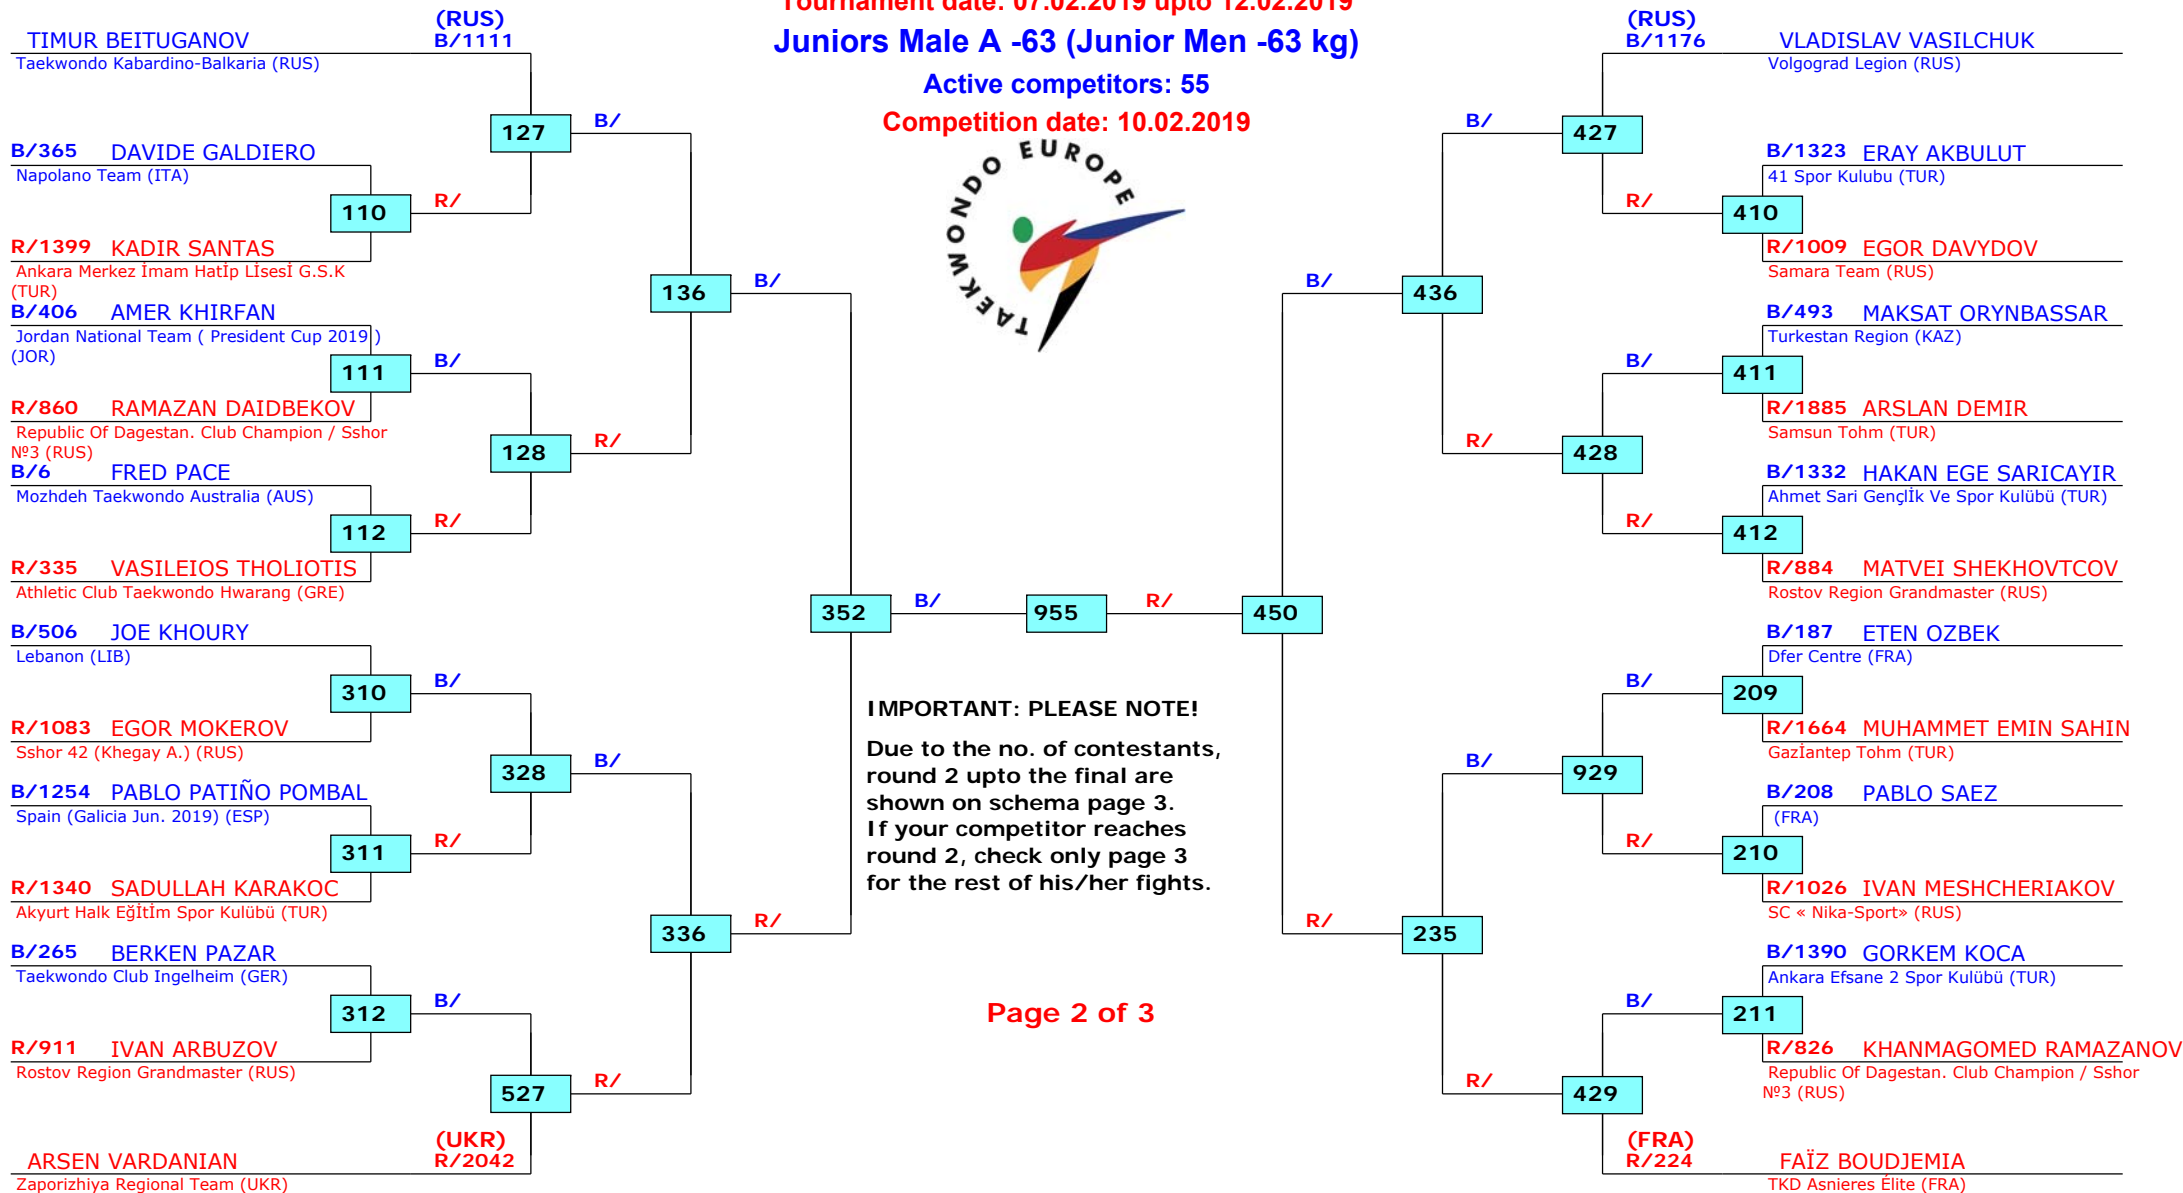 Tournament date: 07.02.2019 upto 12.02.2019
Juniors Male A -63 (Junior Men -63 kg)
Active competitors: 55
Competition date: 10.02.2019
TAEKWONDO EUROPE
(RUS)
TIMUR BEITUGANOV B/1111
Taekwondo Kabardino-Balkaria (RUS)
127 B/
B/365 DAVIDE GALDIERO
Napolano Team (ITA)
110 R/
R/1399 KADIR SANTAS
Ankara Merkez İmam Hatİp Lİsesİ G.S.K
(TUR)
136 B/
B/406 AMER KHIRFAN
Jordan National Team ( President Cup 2019 )
(JOR)
111 B/
R/860 RAMAZAN DAIDBEKOV
Republic Of Dagestan. Club Champion / Sshor
№3 (RUS)
128 R/
B/6 FRED PACE
Mozhdeh Taekwondo Australia (AUS)
112 R/
R/335 VASILEIOS THOLIOTIS
Athletic Club Taekwondo Hwarang (GRE)
352 B/ 955 R/ 450
B/506 JOE KHOURY
Lebanon (LIB)
310 B/
R/1083 EGOR MOKEROV
Sshor 42 (Khegay A.) (RUS)
328 B/
B/1254 PABLO PATIÑO POMBAL
Spain (Galicia Jun. 2019) (ESP)
311 R/
R/1340 SADULLAH KARAKOC
Akyurt Halk Eğİtİm Spor Kulübü (TUR)
336 R/
B/265 BERKEN PAZAR
Taekwondo Club Ingelheim (GER)
312 B/
R/911 IVAN ARBUZOV
Rostov Region Grandmaster (RUS)
527 R/
(UKR)
ARSEN VARDANIAN R/2042
Zaporizhiya Regional Team (UKR)
IMPORTANT: PLEASE NOTE!
Due to the no. of contestants,
round 2 upto the final are
shown on schema page 3.
If your competitor reaches
round 2, check only page 3
for the rest of his/her fights.
Page 2 of 3
(RUS)
B/1176 VLADISLAV VASILCHUK
Volgograd Legion (RUS)
B/ 427
B/1323 ERAY AKBULUT
41 Spor Kulubu (TUR)
R/ 410
R/1009 EGOR DAVYDOV
Samara Team (RUS)
B/ 436
B/493 MAKSAT ORYNBASSAR
Turkestan Region (KAZ)
B/ 411
R/1885 ARSLAN DEMIR
Samsun Tohm (TUR)
R/ 428
B/1332 HAKAN EGE SARICAYIR
Ahmet Sari Gençlİk Ve Spor Kulübü (TUR)
R/ 412
R/884 MATVEI SHEKHOVTCOV
Rostov Region Grandmaster (RUS)
B/187 ETEN OZBEK
Dfer Centre (FRA)
B/ 209
R/1664 MUHAMMET EMIN SAHIN
Gazİantep Tohm (TUR)
B/ 929
B/208 PABLO SAEZ
(FRA)
R/ 210
R/1026 IVAN MESHCHERIAKOV
SC « Nika-Sport» (RUS)
R/ 235
B/1390 GORKEM KOCA
Ankara Efsane 2 Spor Kulübü (TUR)
B/ 211
R/826 KHANMAGOMED RAMAZANOV
Republic Of Dagestan. Club Champion / Sshor
№3 (RUS)
R/ 429
(FRA)
R/224 FAÏZ BOUDJEMIA
TKD Asnieres Élite (FRA)